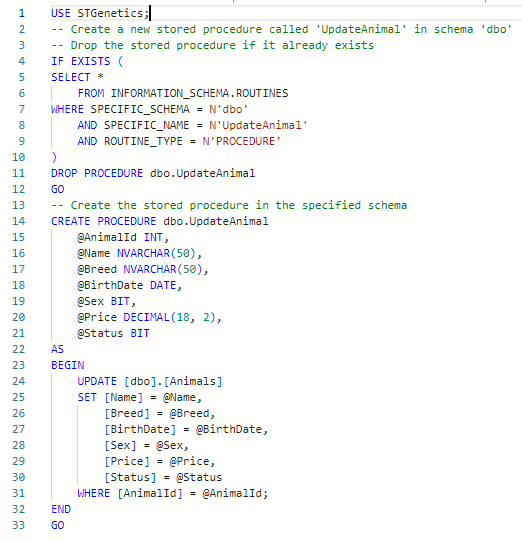 1 USE STGenetics;
2 -- Create a new stored procedure called 'UpdateAnimal' in schema 'dbo'
3 -- Drop the stored procedure if it already exists
4 IF EXISTS (
5 SELECT *
6 FROM INFORMATION_SCHEMA.ROUTINES
7 WHERE SPECIFIC_SCHEMA = N'dbo'
8 AND SPECIFIC_NAME = N'UpdateAnimal'
9 AND ROUTINE_TYPE = N'PROCEDURE'
10 )
11 DROP PROCEDURE dbo.UpdateAnimal
12 GO
13 -- Create the stored procedure in the specified schema
14 CREATE PROCEDURE dbo.UpdateAnimal
15 @AnimalId INT,
16 @Name NVARCHAR(50),
17 @Breed NVARCHAR(50),
18 @BirthDate DATE,
19 @Sex BIT,
20 @Price DECIMAL(18, 2),
21 @Status BIT
22 AS
23 BEGIN
24 UPDATE [dbo].[Animals]
25 SET [Name] = @Name,
26 [Breed] = @Breed,
27 [BirthDate] = @BirthDate,
28 [Sex] = @Sex,
29 [Price] = @Price,
30 [Status] = @Status
31 WHERE [AnimalId] = @AnimalId;
32 END
33 GO